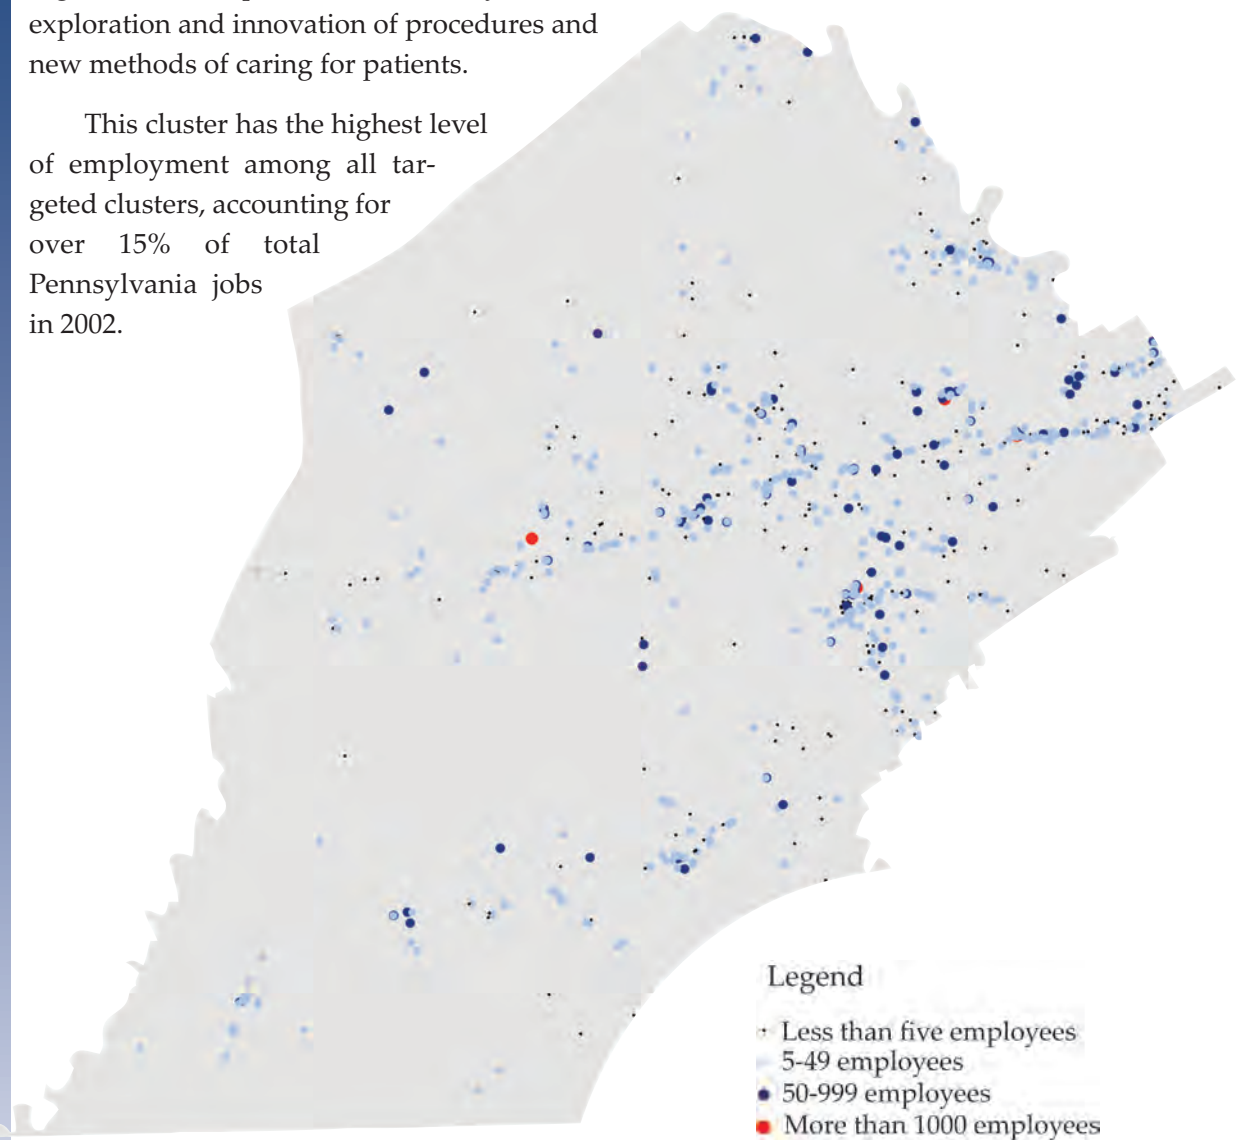 exploration and innovation of procedures and
new methods of caring for patients.
This cluster has the highest level
of employment among all tar-
geted clusters, accounting for
over 15% of total
Pennsylvania jobs
in 2002.
Legend
Less than five employees
5-49 employees
50-999 employees
More than 1000 employees